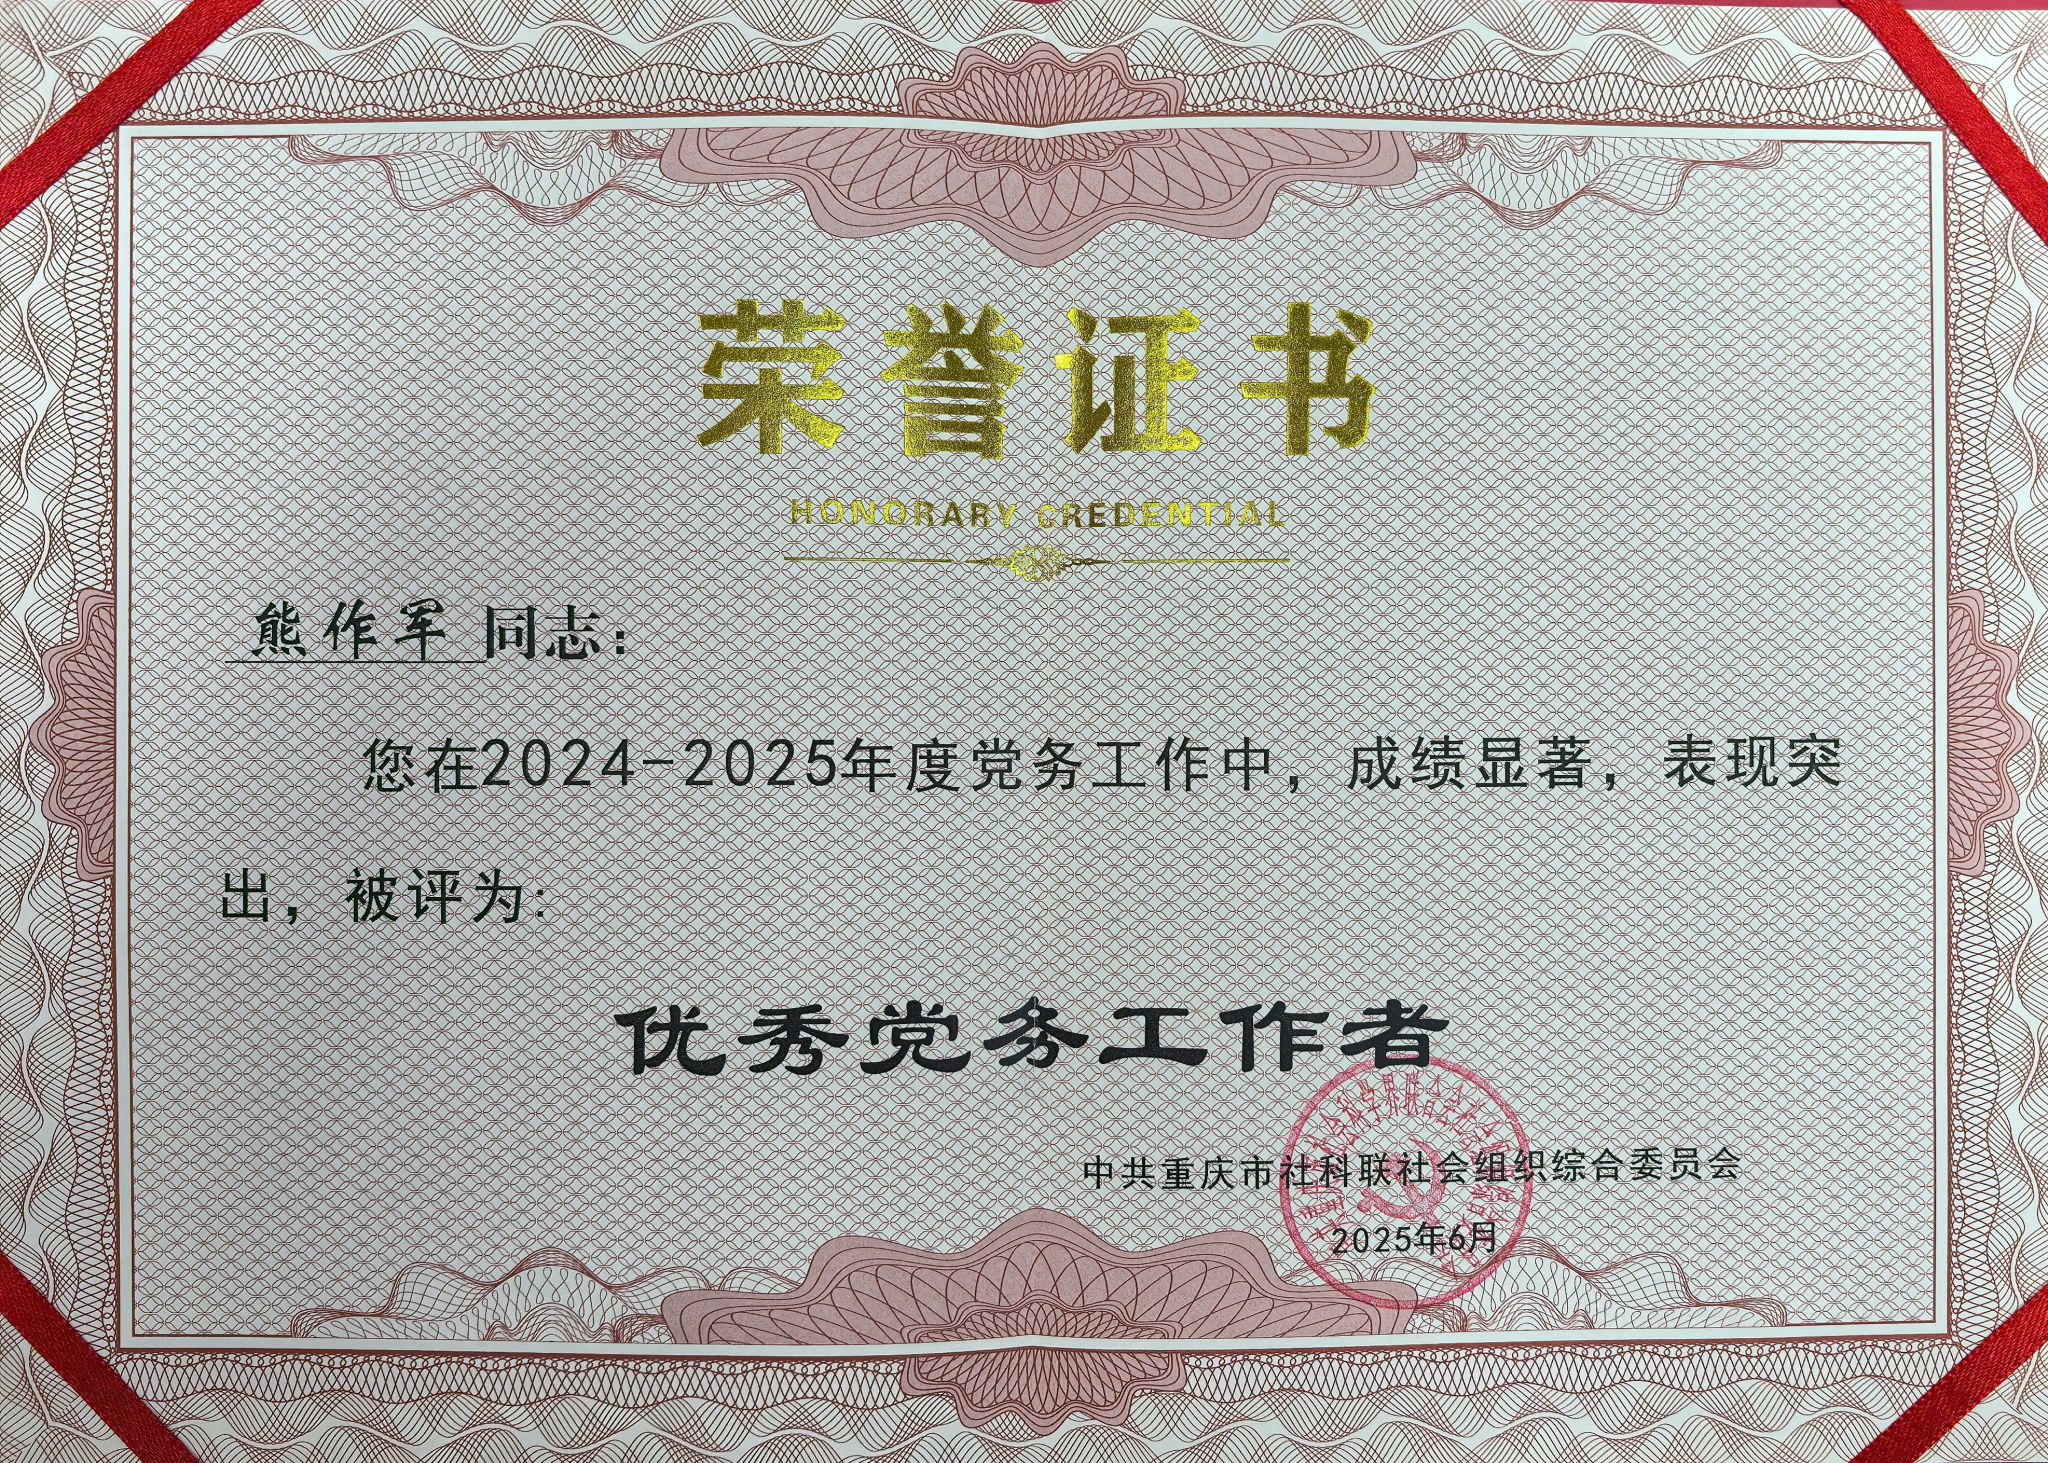 荣誉证书
HONORARY CREDENTIAL
熊作军同志：
您在2024-2025年度党务工作中，成绩显著，表现突
出，被评为:
优秀党务工作者
中共重庆市社科联社会组织综合委员会
2025年6月